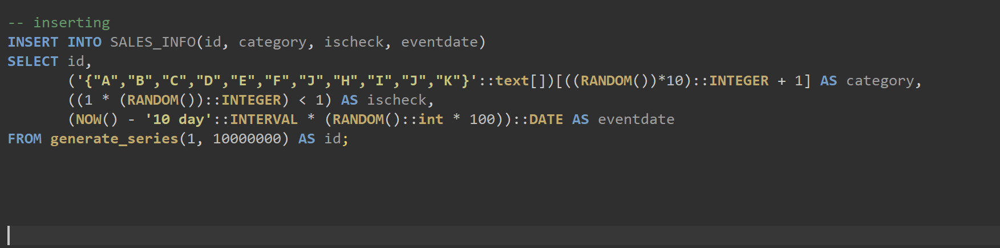 -- inserting
INSERT INTO SALES_INFO(id, category, ischeck, eventdate)
SELECT id,
       ('{"A","B","C","D","E","F","J","H","I","J","K"}'::text[])[((RANDOM())*10)::INTEGER + 1] AS category,
       ((1 * (RANDOM())::INTEGER) < 1) AS ischeck,
       (NOW() - '10 day'::INTERVAL * (RANDOM()::int * 100))::DATE AS eventdate
FROM generate_series(1, 10000000) AS id;